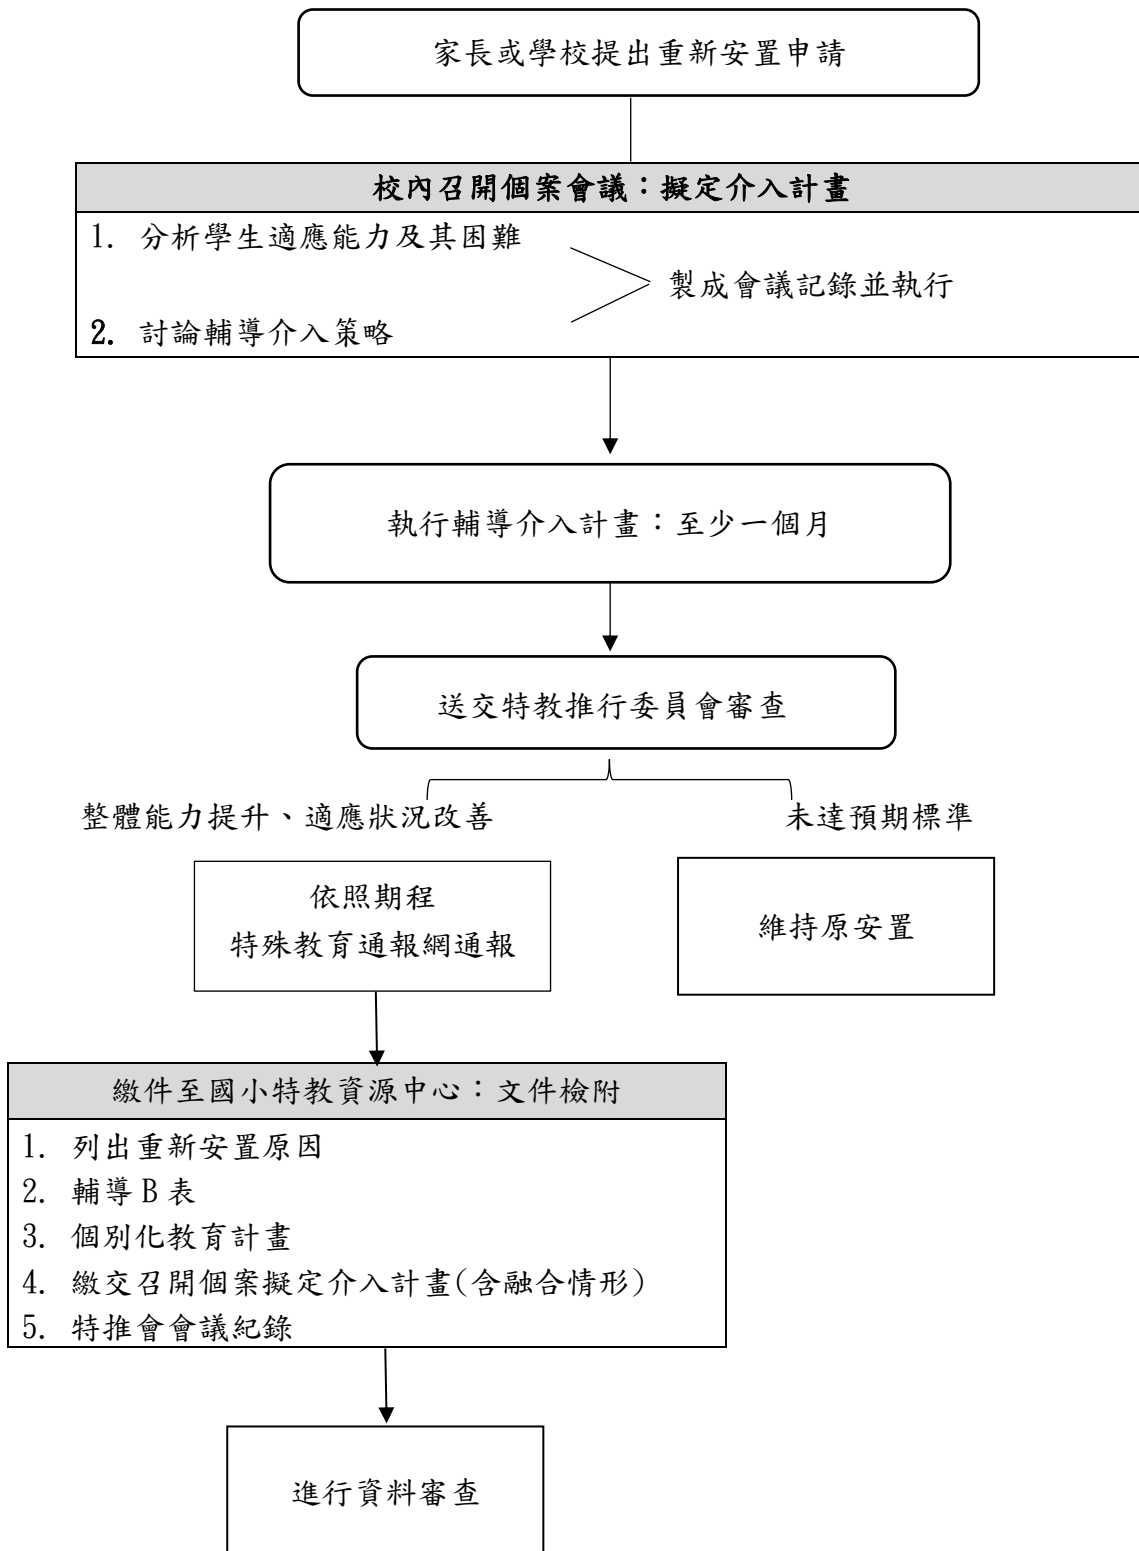 家長或學校提出重新安置申請
校內召開個案會議：擬定介入計畫
1. 分析學生適應能力及其困難
製成會議記錄並執行
2. 討論輔導介入策略
執行輔導介入計畫：至少一個月
送交特教推行委員會審查
整體能力提升、適應狀況改善
未達預期標準
依照期程
特殊教育通報網通報
維持原安置
繳件至國小特教資源中心：文件檢附
1. 列出重新安置原因
2. 輔導 B 表
3. 個別化教育計畫
4. 繳交召開個案擬定介入計畫(含融合情形)
5. 特推會會議紀錄
進行資料審查